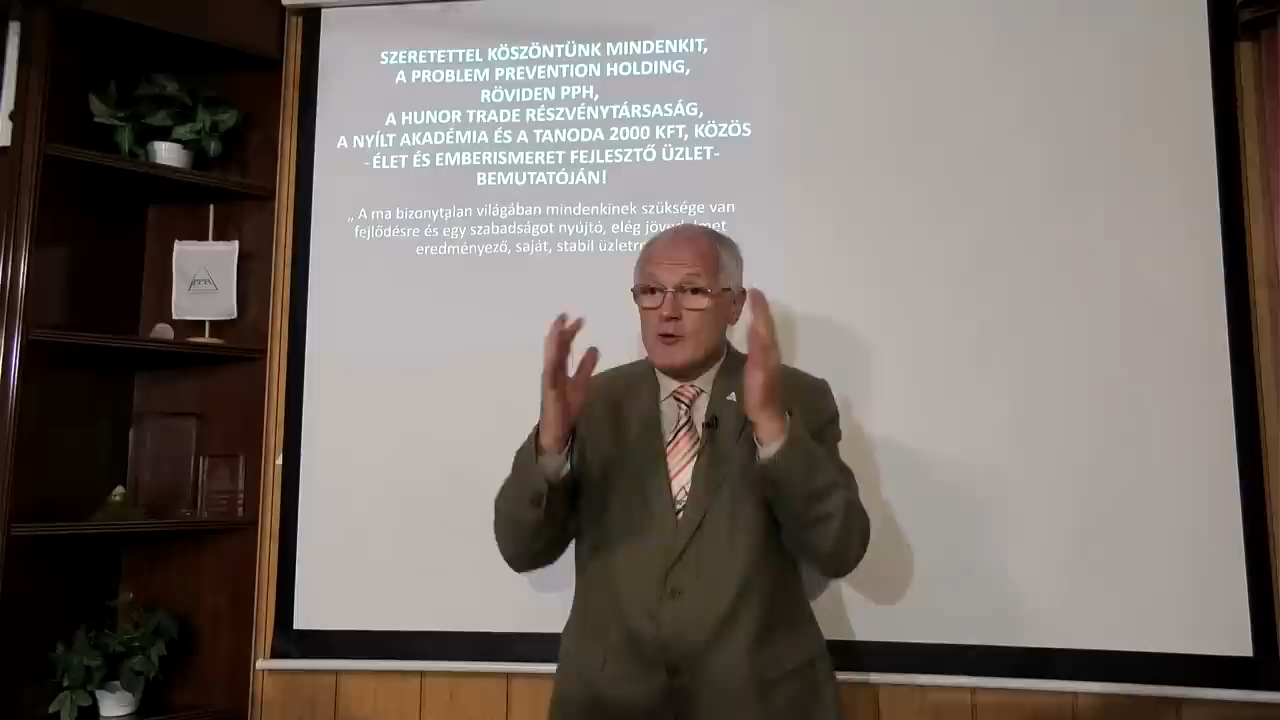 SZERETETTEL KÖSZÖNTÜNK MINDENKIT,
A PROBLEM PREVENTION HOLDING,
RÖVIDEN PPH,
A HUNOR TRADE RÉSZVÉNYTÁRSASÁG,
A NYÍLT AKADÉMIA ÉS A TANODA 2000 KFT, KÖZÖS
- ÉLET ÉS EMBERISMERET FEJLESZTŐ ÜZLET-
BEMUTATÓJÁN!
„ A ma bizonytalan világában mindenkinek szüksége van
fejlődésre és egy szabadságot nyújtó, elég
eredményező, saját, stabil
PPH